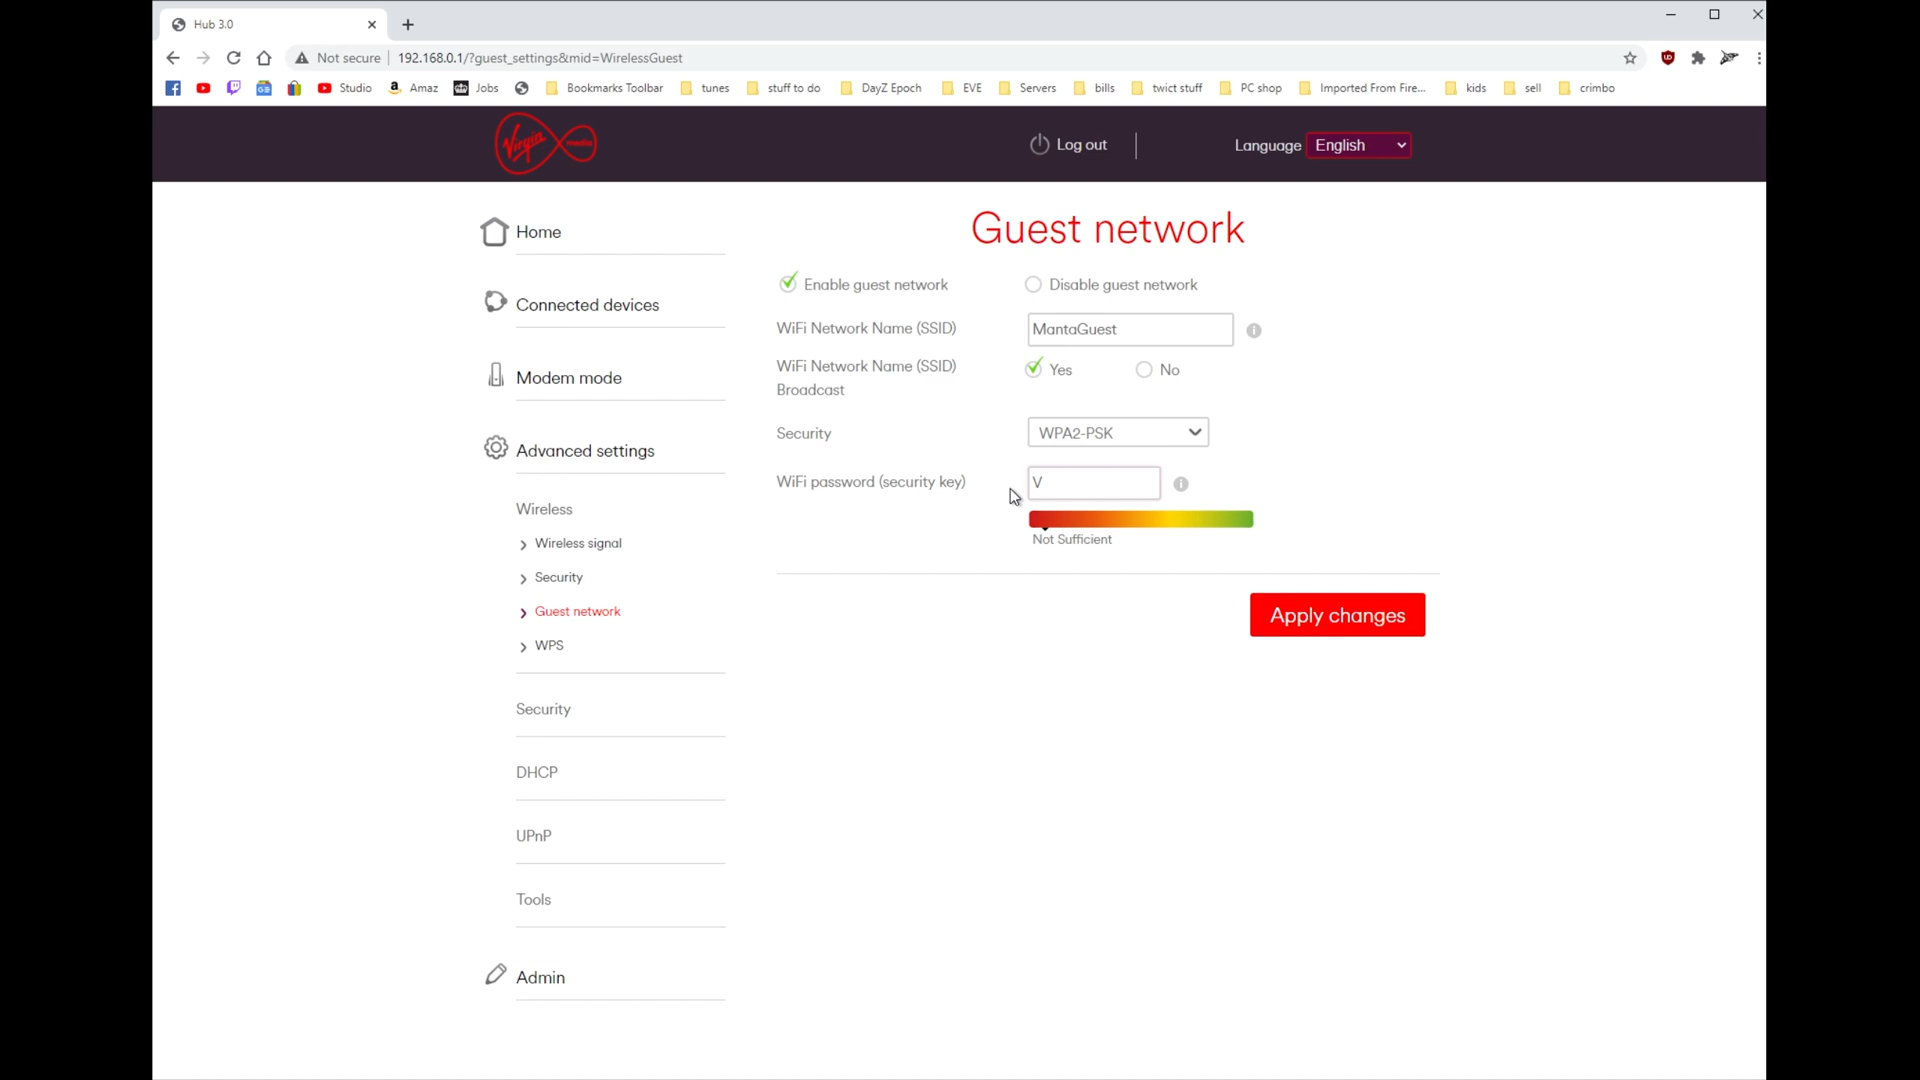 Hub 3.0
Not secure 192.168.0.1/?guest_settings&mid=WirelessGuest
Studio Amaz Jobs Bookmarks Toolbar tunes stuff to do DayZ Epoch EVE Servers bills twict stuff PC shop Imported From Fire... kids sell crimbo
Virgin media Log out Language English
Home
Connected devices
Modem mode
Advanced settings
Wireless
Wireless signal
Security
Guest network
WPS
Security
DHCP
UPnP
Tools
Admin
Guest network
Enable guest network Disable guest network
WiFi Network Name (SSID) MantaGuest
WiFi Network Name (SSID)
Broadcast Yes No
Security WPA2-PSK
WiFi password (security key) V
Not Sufficient
Apply changes